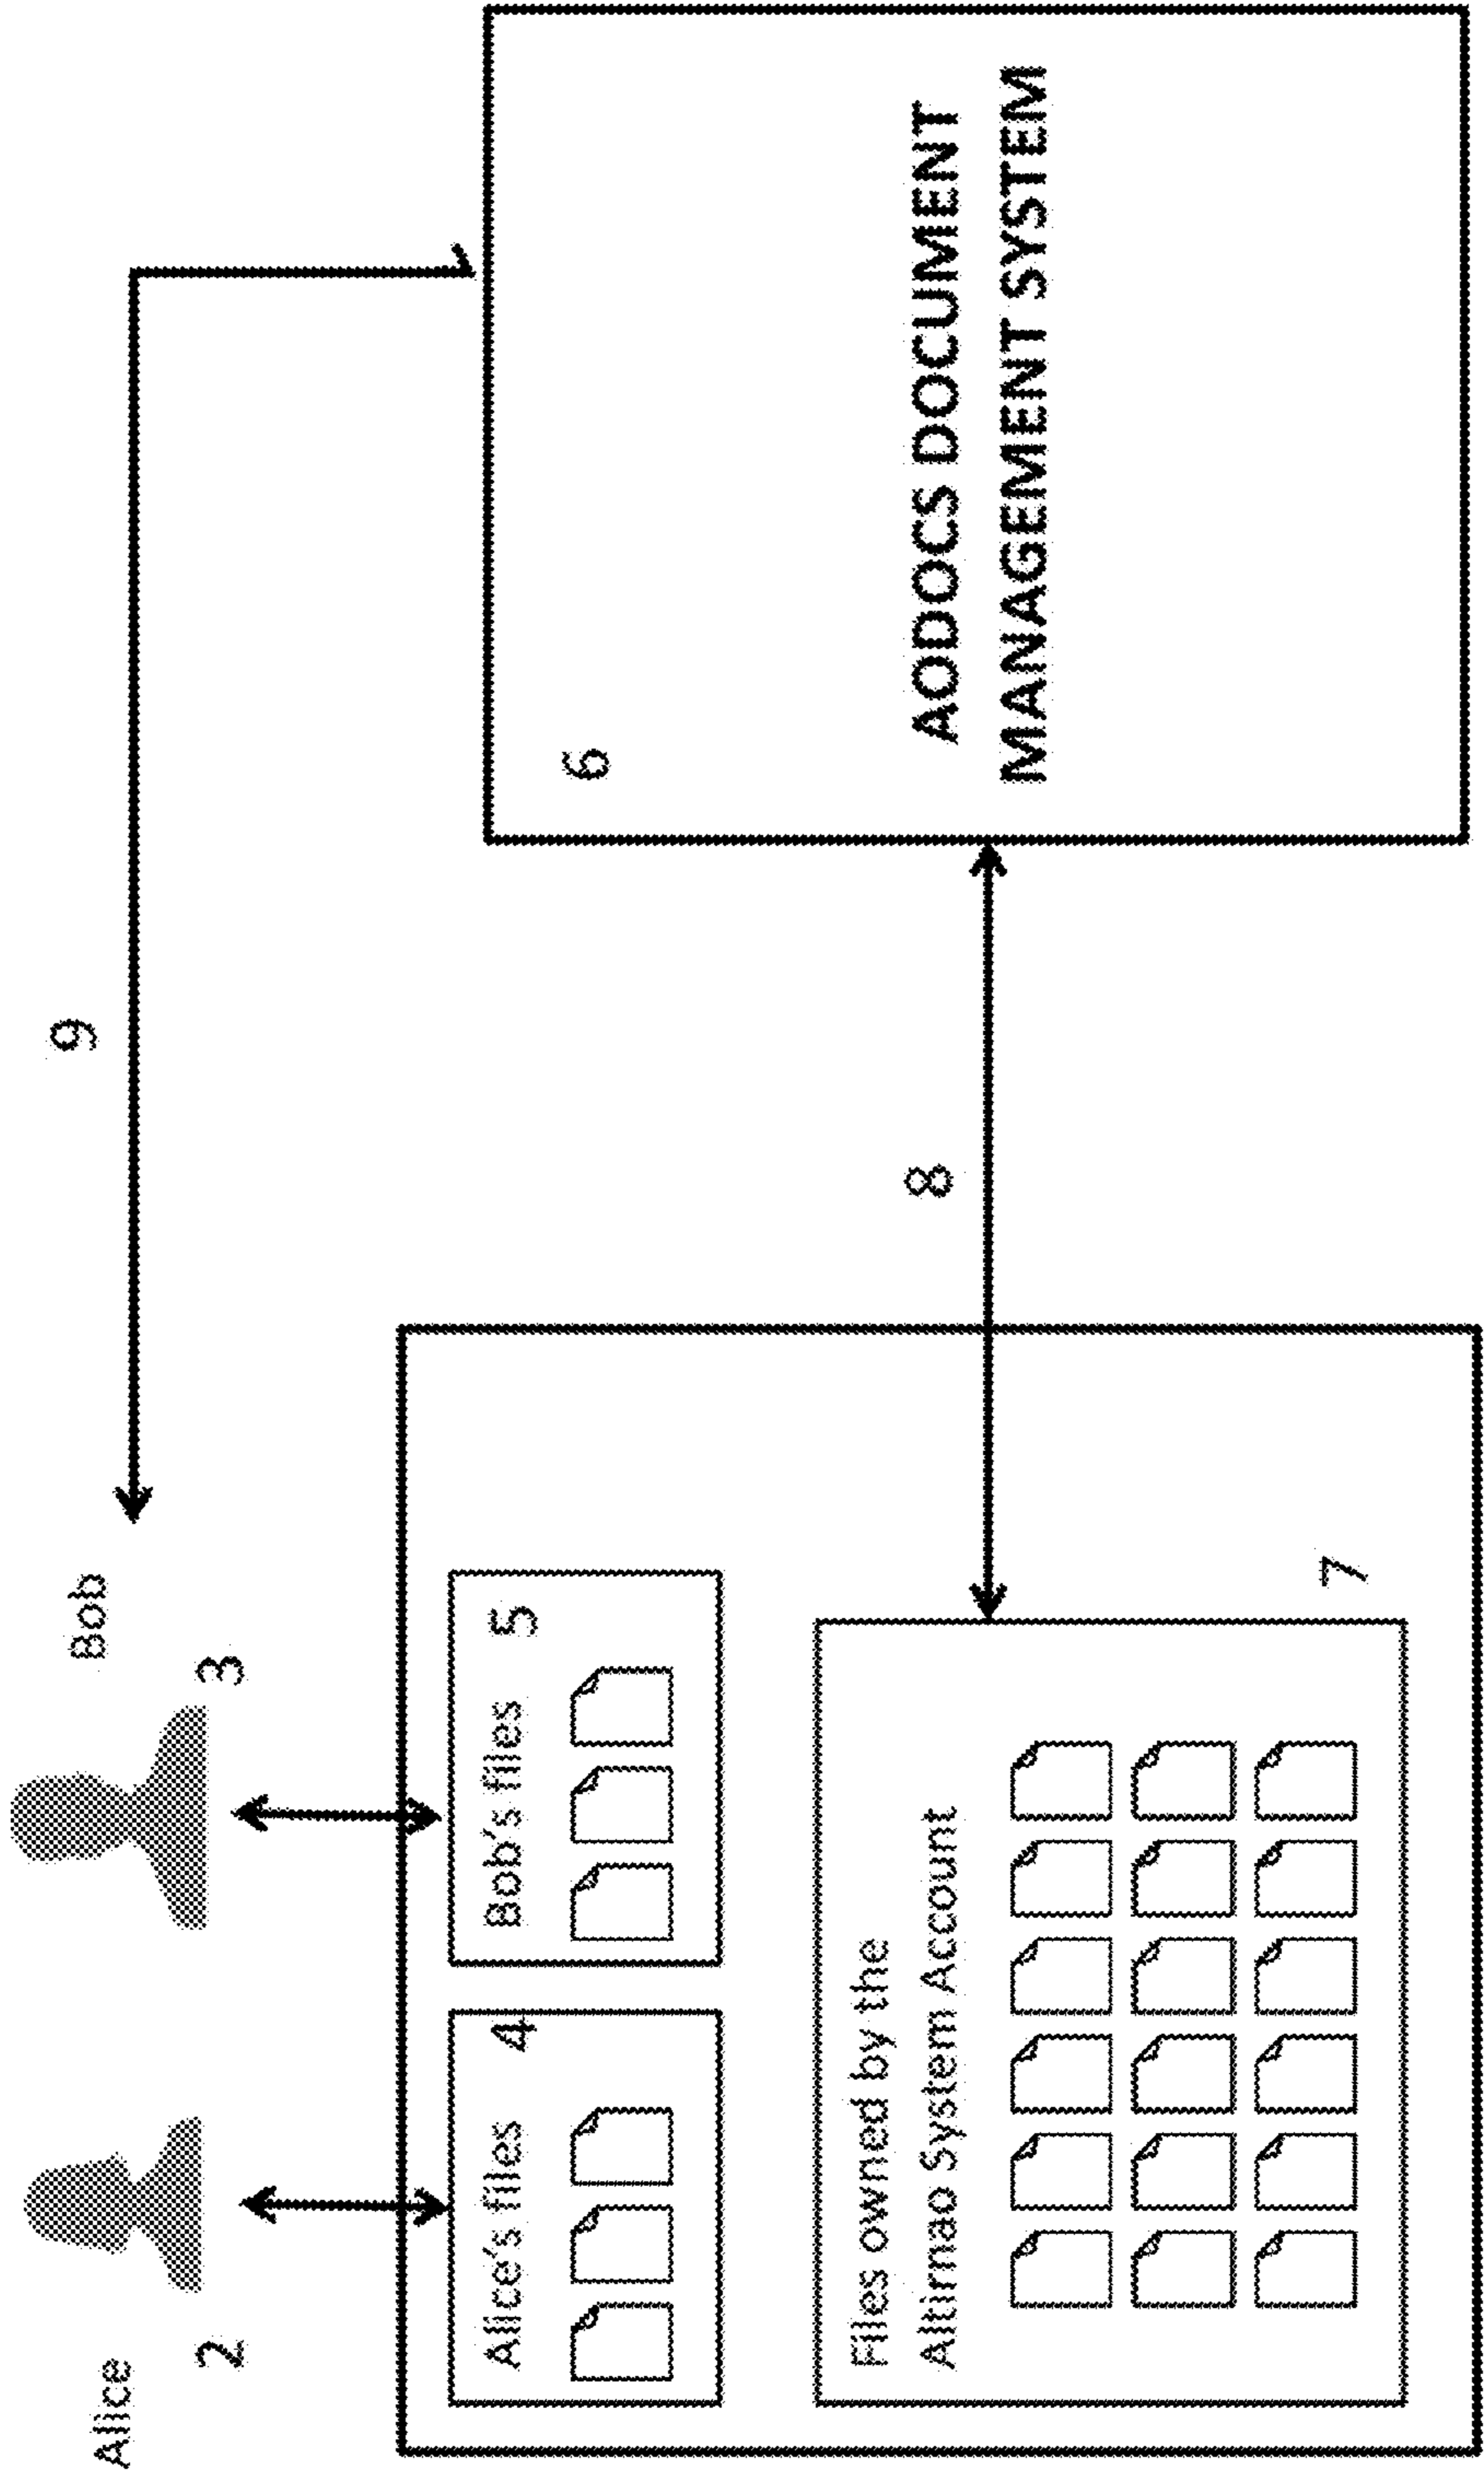 Alice
2
Bob
3
9
Alice's files
4
Bob's files
5
6
Files owned by the
Altirnao System Account
7
8
AODOCS DOCUMENT
MANAGEMENT SYSTEM